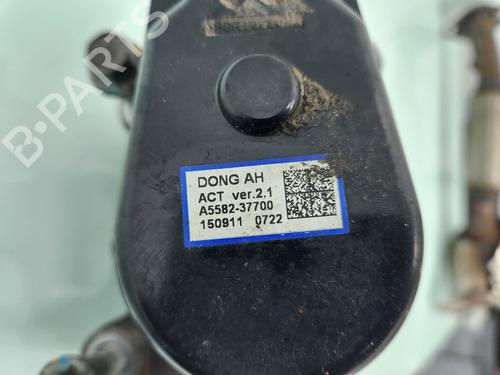 B-PARTS
DONG AH
ACT ver.2.1
A5582-37700
150911 0722